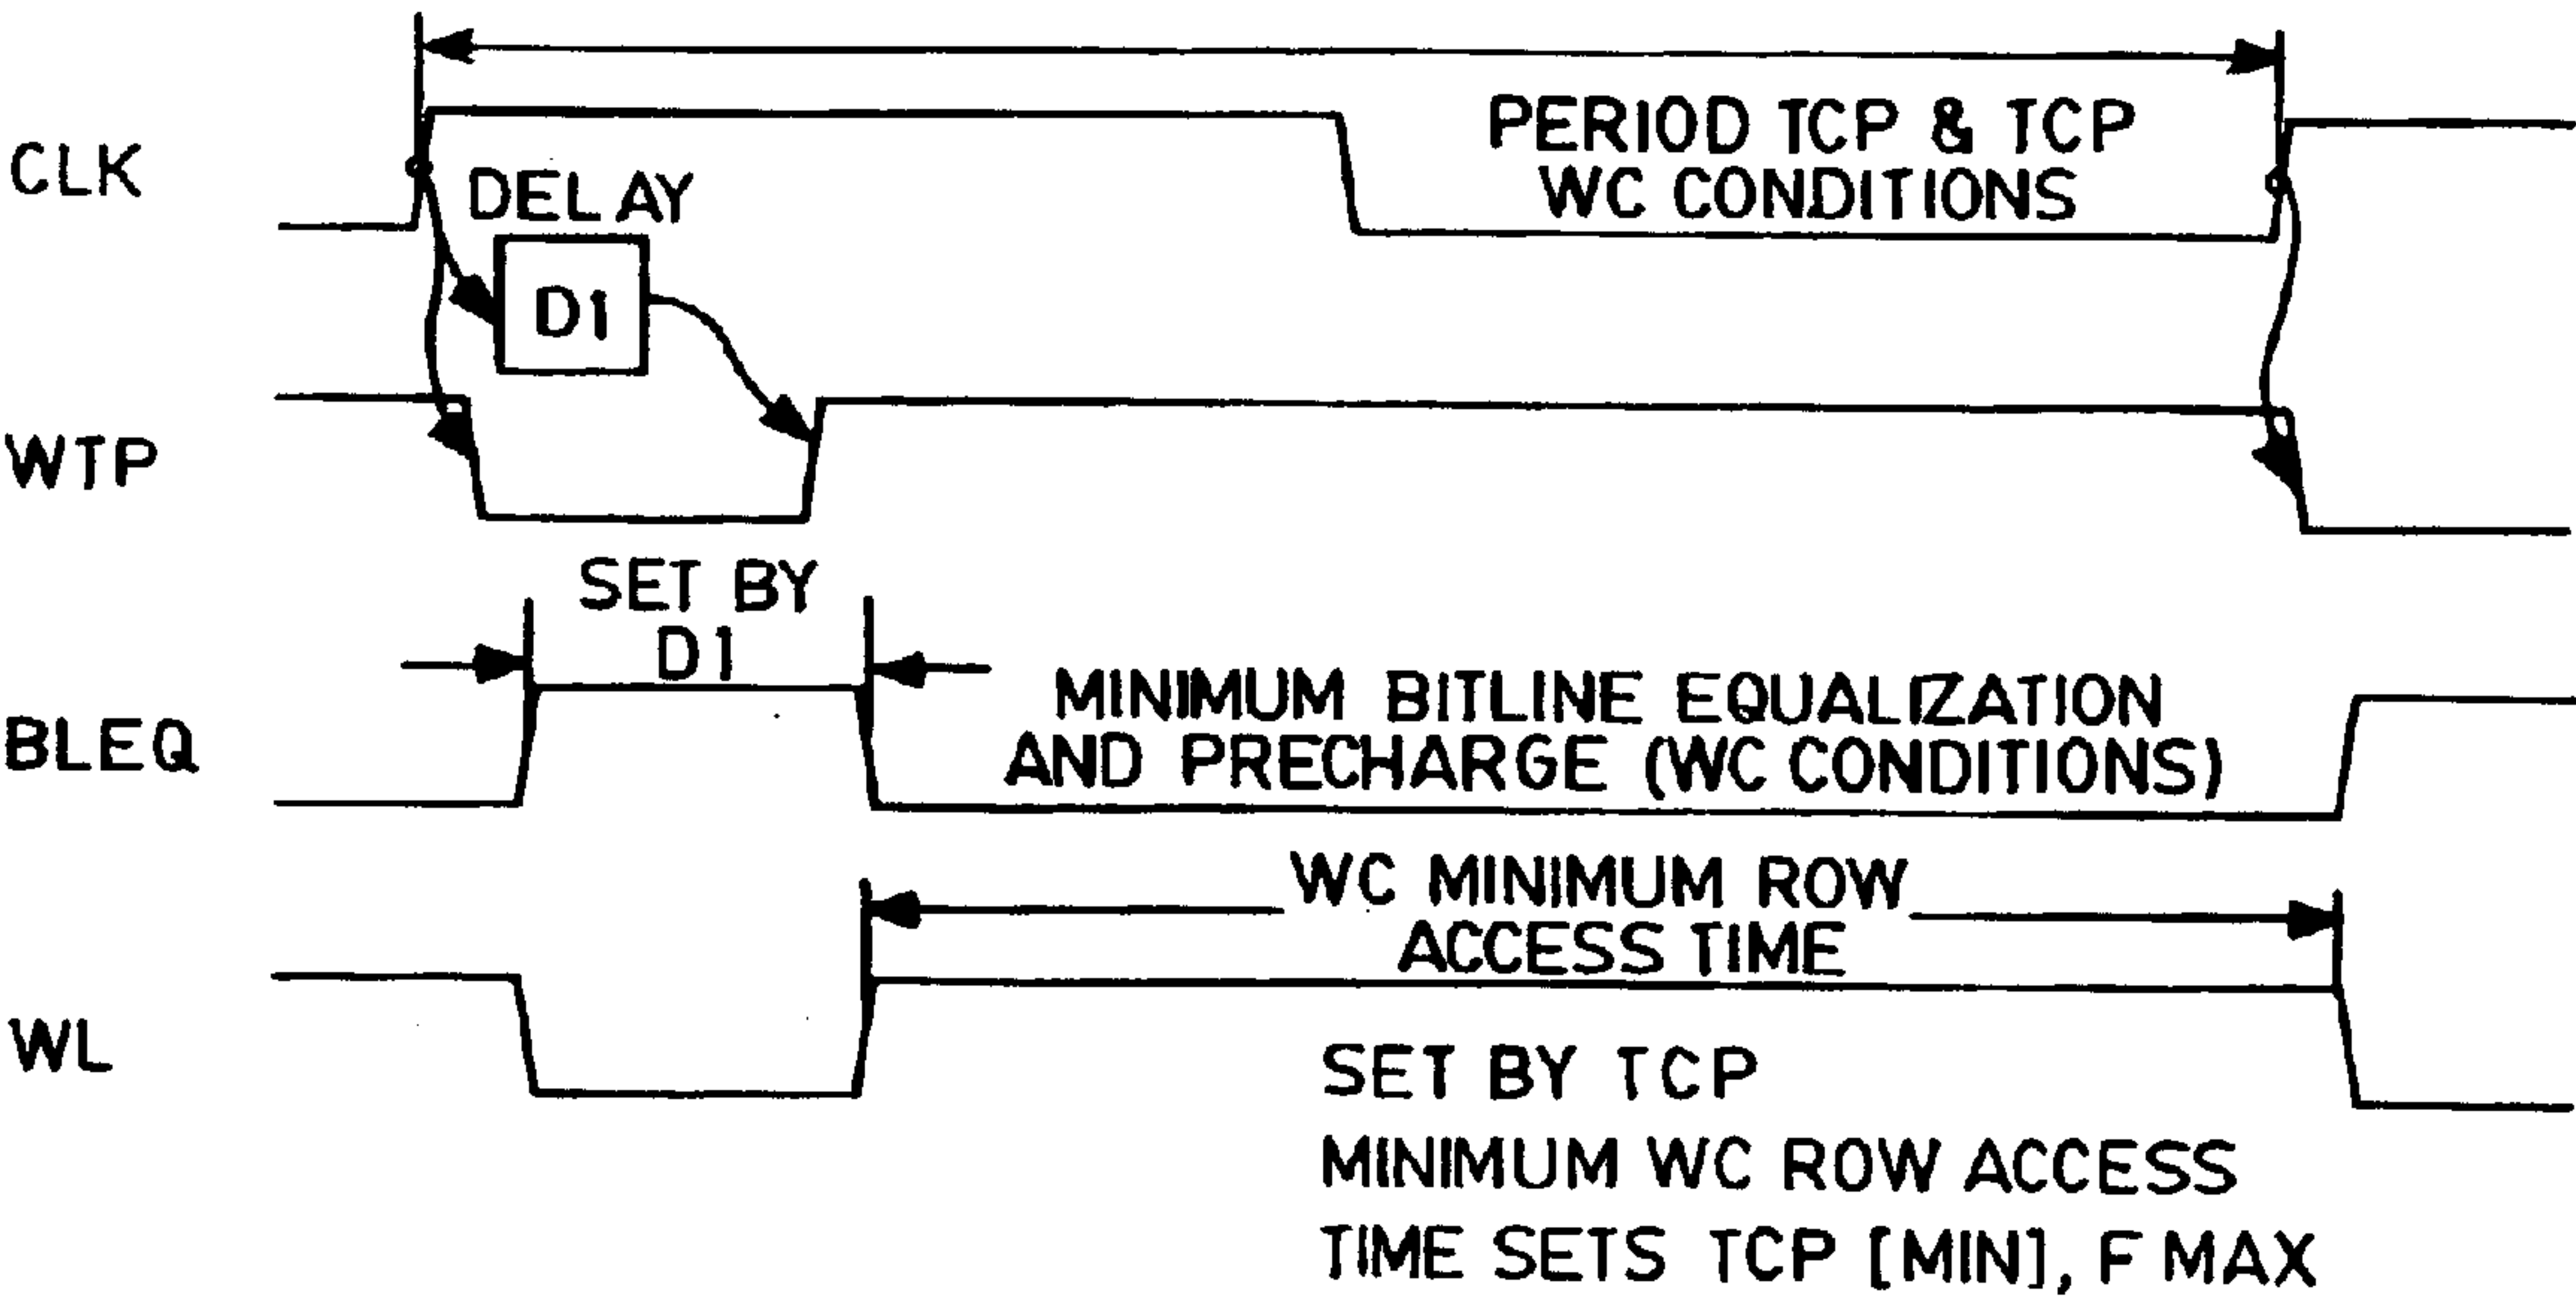 CLK
PERIOD TCP & TCP
WC CONDITIONS
DELAY
D1
WTP
SET BY
D1
BLEQ
MINIMUM BITLINE EQUALIZATION
AND PRECHARGE (WC CONDITIONS)
WC MINIMUM ROW
ACCESS TIME
WL
SET BY TCP
MINIMUM WC ROW ACCESS
TIME SETS TCP [MIN], F MAX